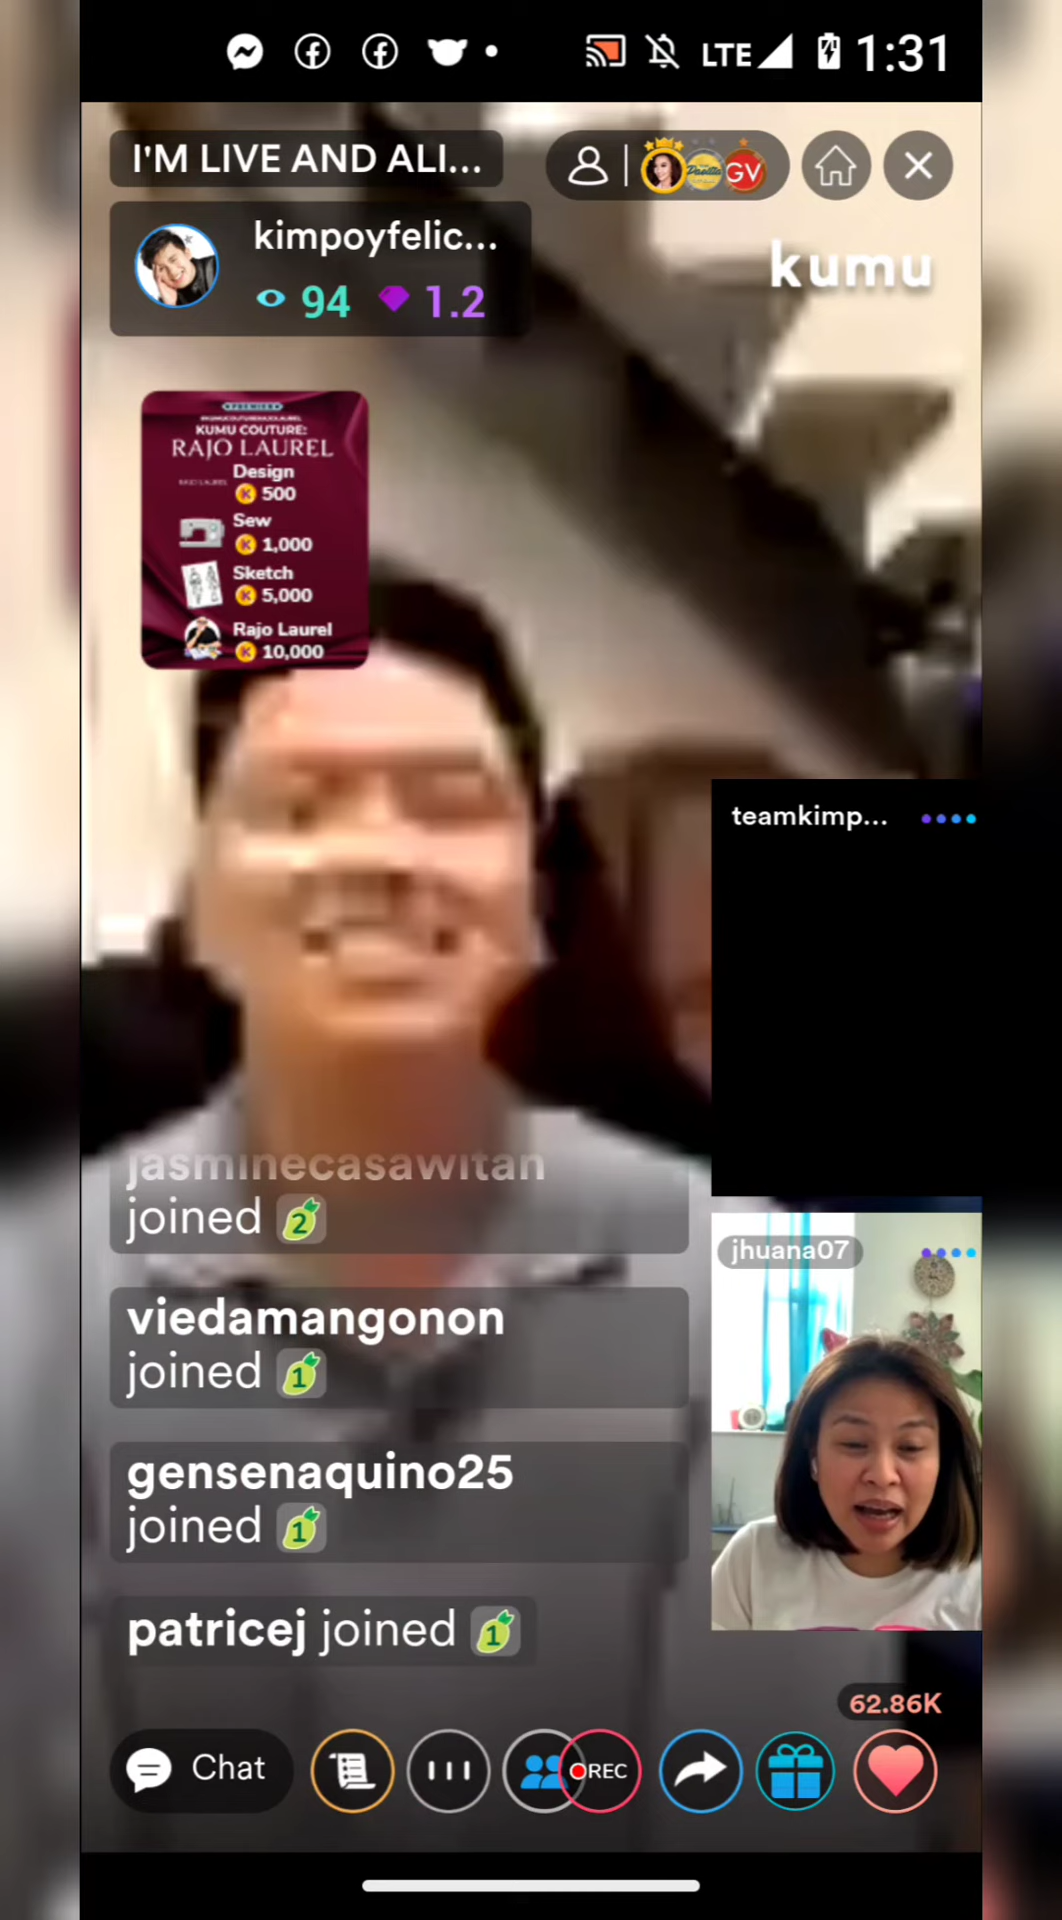 LTE 1:31
I'M LIVE AND ALI...
GV
kimpoyfelic...
94 1.2
kumu
KUMU COUTURE:
RAJO LAUREL
Design
500
Sew
1,000
Sketch
5,000
Rajo Laurel
10,000
teamkimp...
jasminecasawitan
joined 2
jhuana07
viedamangonon
joined 1
gensenaquino25
joined 1
patricej joined 1
62.86K
Chat
REC